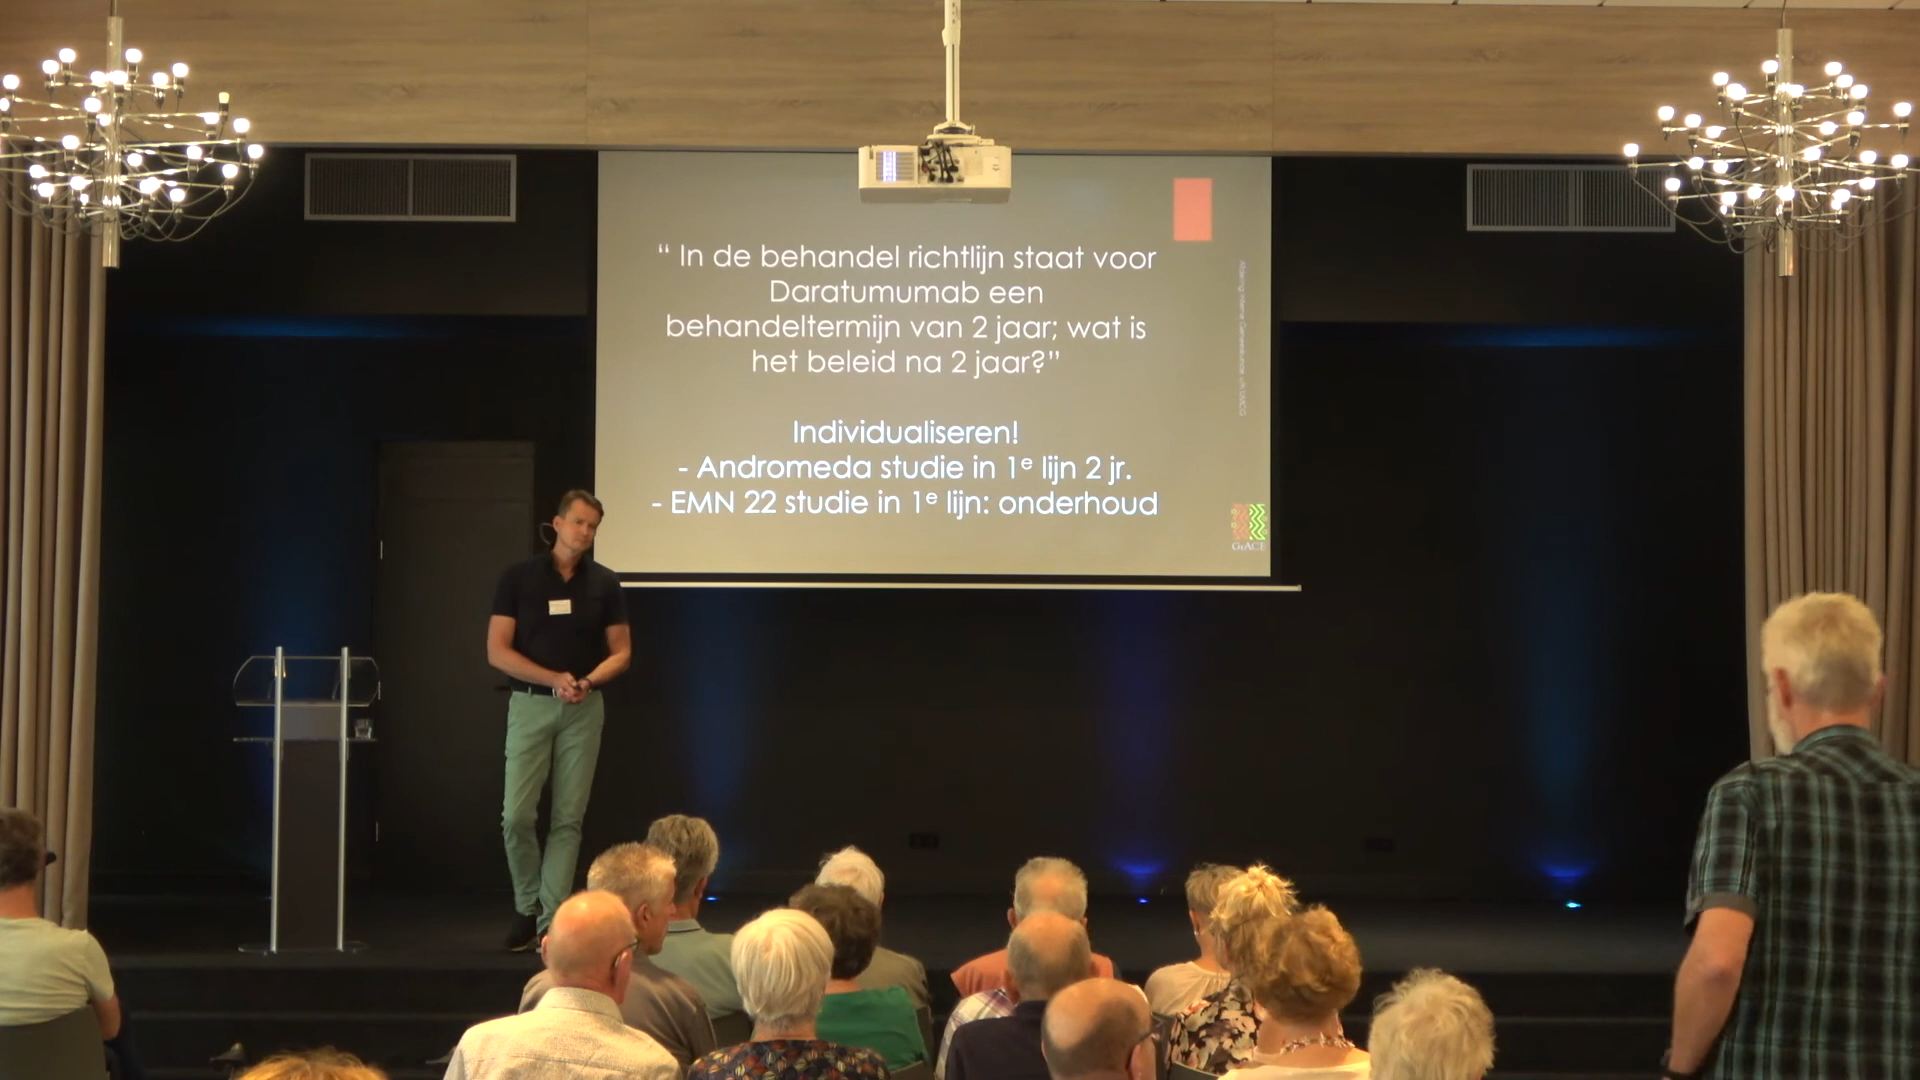 “ In de behandel richtlijn staat voor
Daratumumab een
behandeltermijn van 2 jaar; wat is
het beleid na 2 jaar?”
Individualiseren!
- Andromeda studie in 1e lijn 2 jr.
- EMN 22 studie in 1e lijn: onderhoud
GrACE